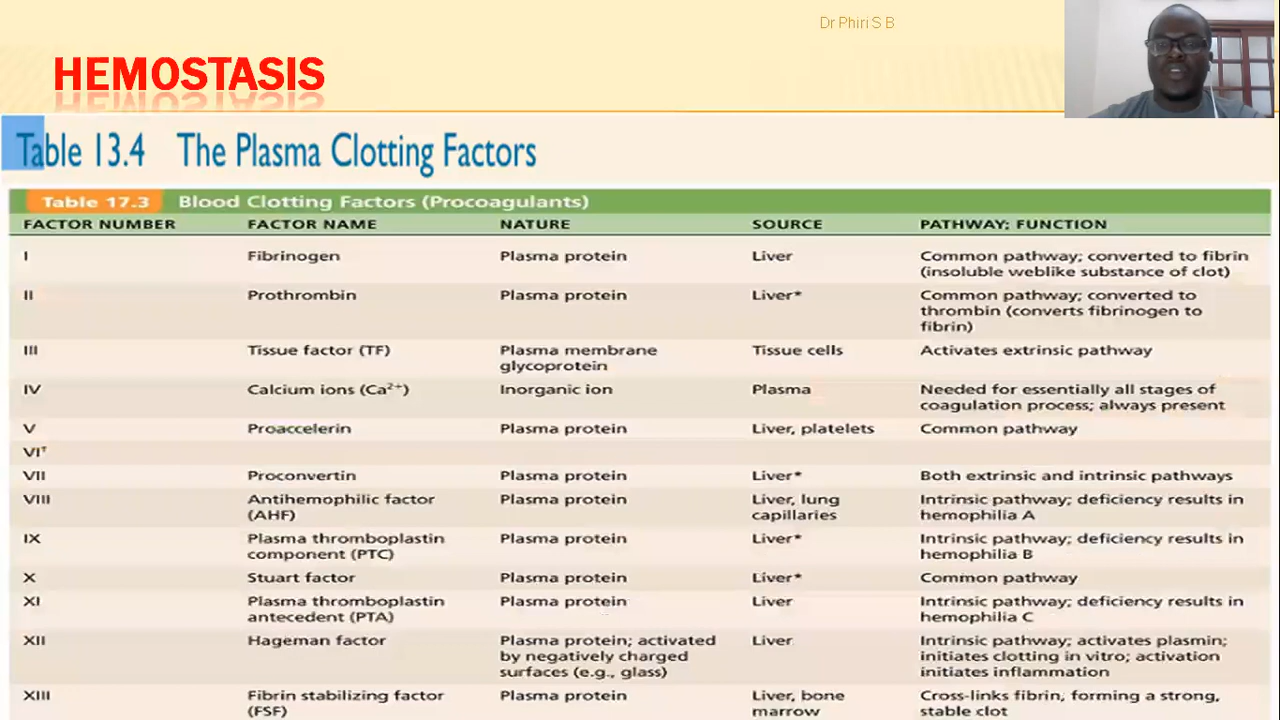 Dr Phiri S B
HEMOSTASIS
Table 13.4 The Plasma Clotting Factors
Table 17.3 Blood Clotting Factors (Procoagulants)
FACTOR NUMBER FACTOR NAME NATURE SOURCE PATHWAY; FUNCTION
I Fibrinogen Plasma protein Liver Common pathway; converted to fibrin
(insoluble weblike substance of clot)
II Prothrombin Plasma protein Liver* Common pathway; converted to
thrombin (converts fibrinogen to
fibrin)
III Tissue factor (TF) Plasma membrane Tissue cells Activates extrinsic pathway
glycoprotein
IV Calcium ions (Ca²⁺) Inorganic ion Plasma Needed for essentially all stages of
coagulation process; always present
V Proaccelerin Plasma protein Liver, platelets Common pathway
VI†
VII Proconvertin Plasma protein Liver* Both extrinsic and intrinsic pathways
VIII Antihemophilic factor Plasma protein Liver, lung Intrinsic pathway; deficiency results in
(AHF) capillaries hemophilia A
IX Plasma thromboplastin Plasma protein Liver* Intrinsic pathway; deficiency results in
component (PTC) hemophilia B
X Stuart factor Plasma protein Liver* Common pathway
XI Plasma thromboplastin Plasma protein Liver Intrinsic pathway; deficiency results in
antecedent (PTA) hemophilia C
XII Hageman factor Plasma protein; activated Liver Intrinsic pathway; activates plasmin;
by negatively charged initiates clotting in vitro; activation
surfaces (e.g., glass) initiates inflammation
XIII Fibrin stabilizing factor Plasma protein Liver, bone Cross-links fibrin, forming a strong,
(FSF) marrow stable clot